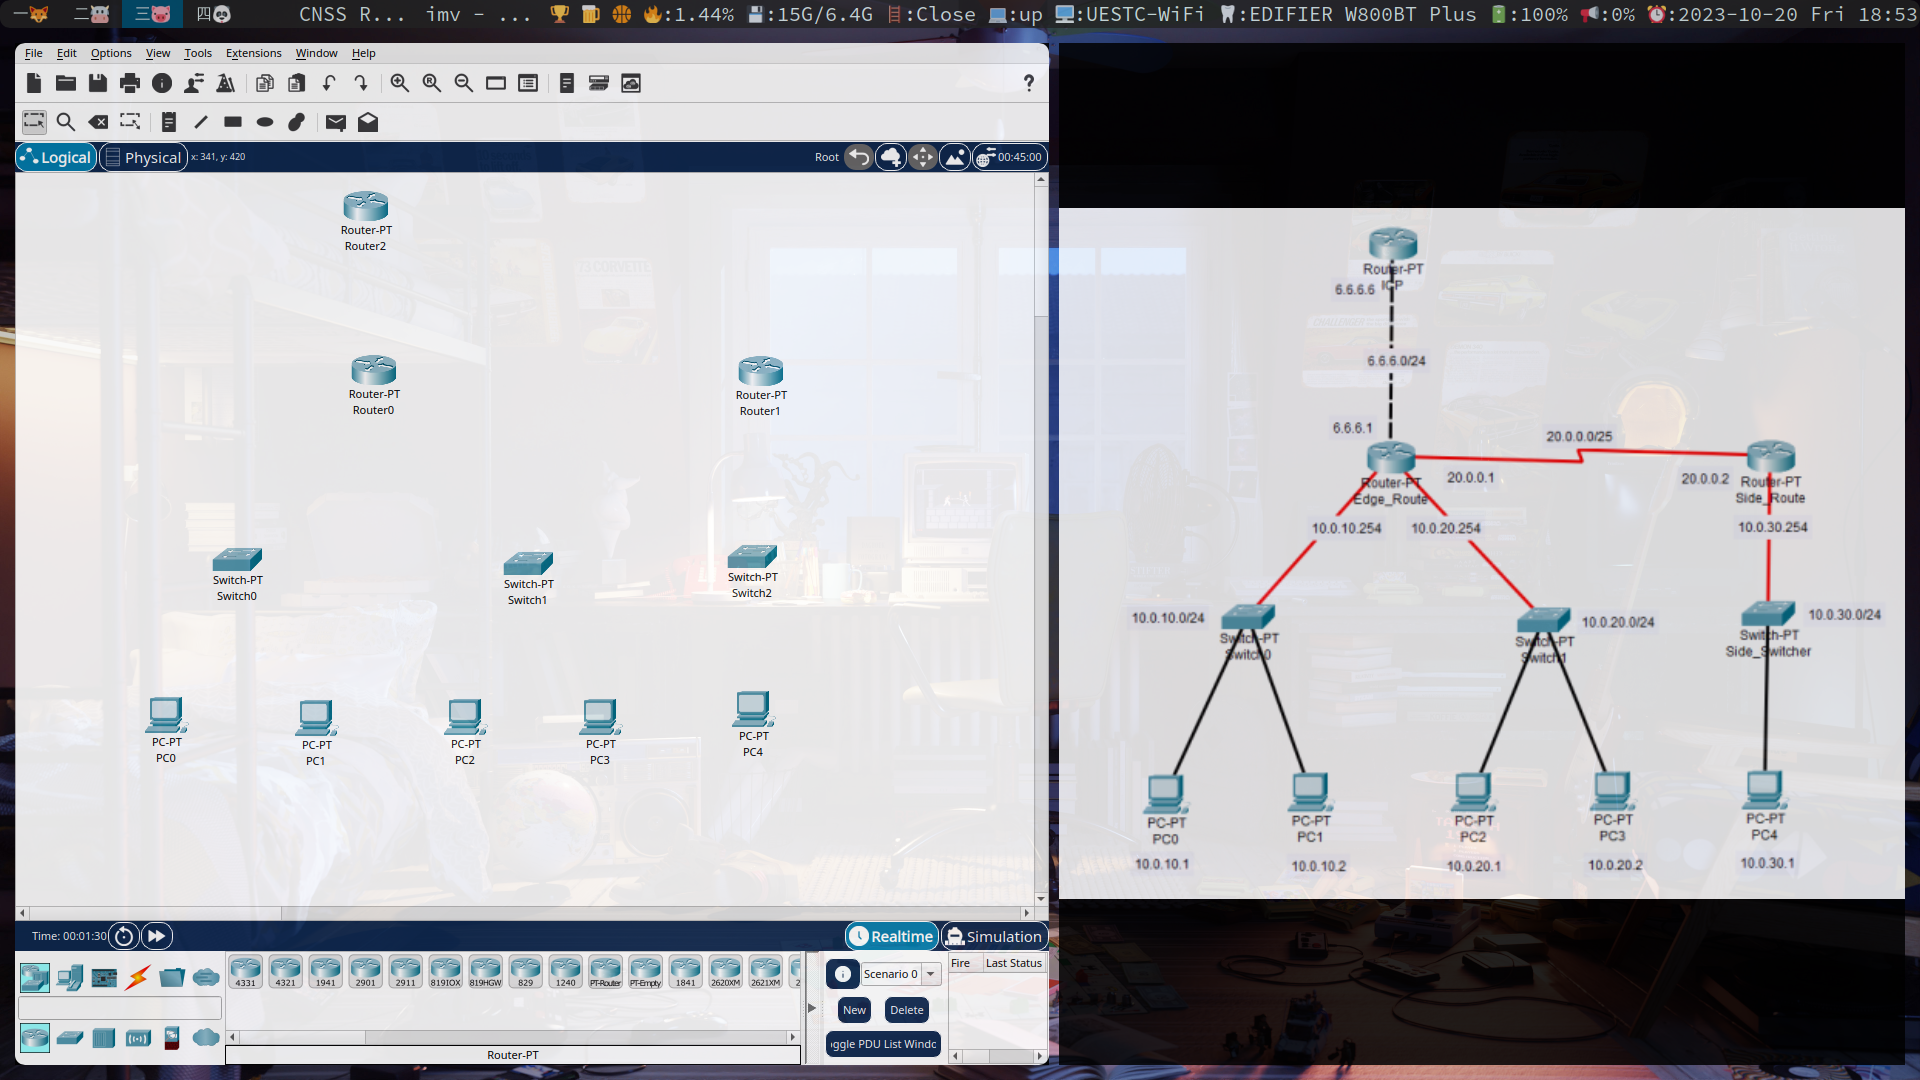 一 二 三 四 CNSS R... imv - ... :1.44% :15G/6.4G :Close :up :UESTC-WiFi :EDIFIER W800BT Plus :100% :0% :2023-10-20 Fri 18:53
File Edit Options View Tools Extensions Window Help
?
Logical Physical x: 341, y: 420 Root 00:45:00
Router-PT
Router2
Router-PT
Router0
Router-PT
Router1
Switch-PT
Switch0
Switch-PT
Switch1
Switch-PT
Switch2
PC-PT
PC0
PC-PT
PC1
PC-PT
PC2
PC-PT
PC3
PC-PT
PC4
Time: 00:01:30 Realtime Simulation
4331 4321 1941 2901 2911 819IOX 819HGW 829 1240 PT-Router PT-Empty 1841 2620XM 2621XM 2
Router-PT
Scenario 0
New Delete
ggle PDU List Windc
Fire Last Status
Router-PT
ICP
6.6.6.6
6.6.6.0/24
6.6.6.1
Router-PT
Edge_Route
20.0.0.0/25
20.0.0.1
20.0.0.2
Router-PT
Side_Route
10.0.10.254
10.0.20.254
10.0.30.254
10.0.10.0/24
Switch-PT
Switch0
Switch-PT
Switch1
10.0.20.0/24
Switch-PT
Side_Switcher
10.0.30.0/24
PC-PT
PC0
10.0.10.1
PC-PT
PC1
10.0.10.2
PC-PT
PC2
10.0.20.1
PC-PT
PC3
10.0.20.2
PC-PT
PC4
10.0.30.1